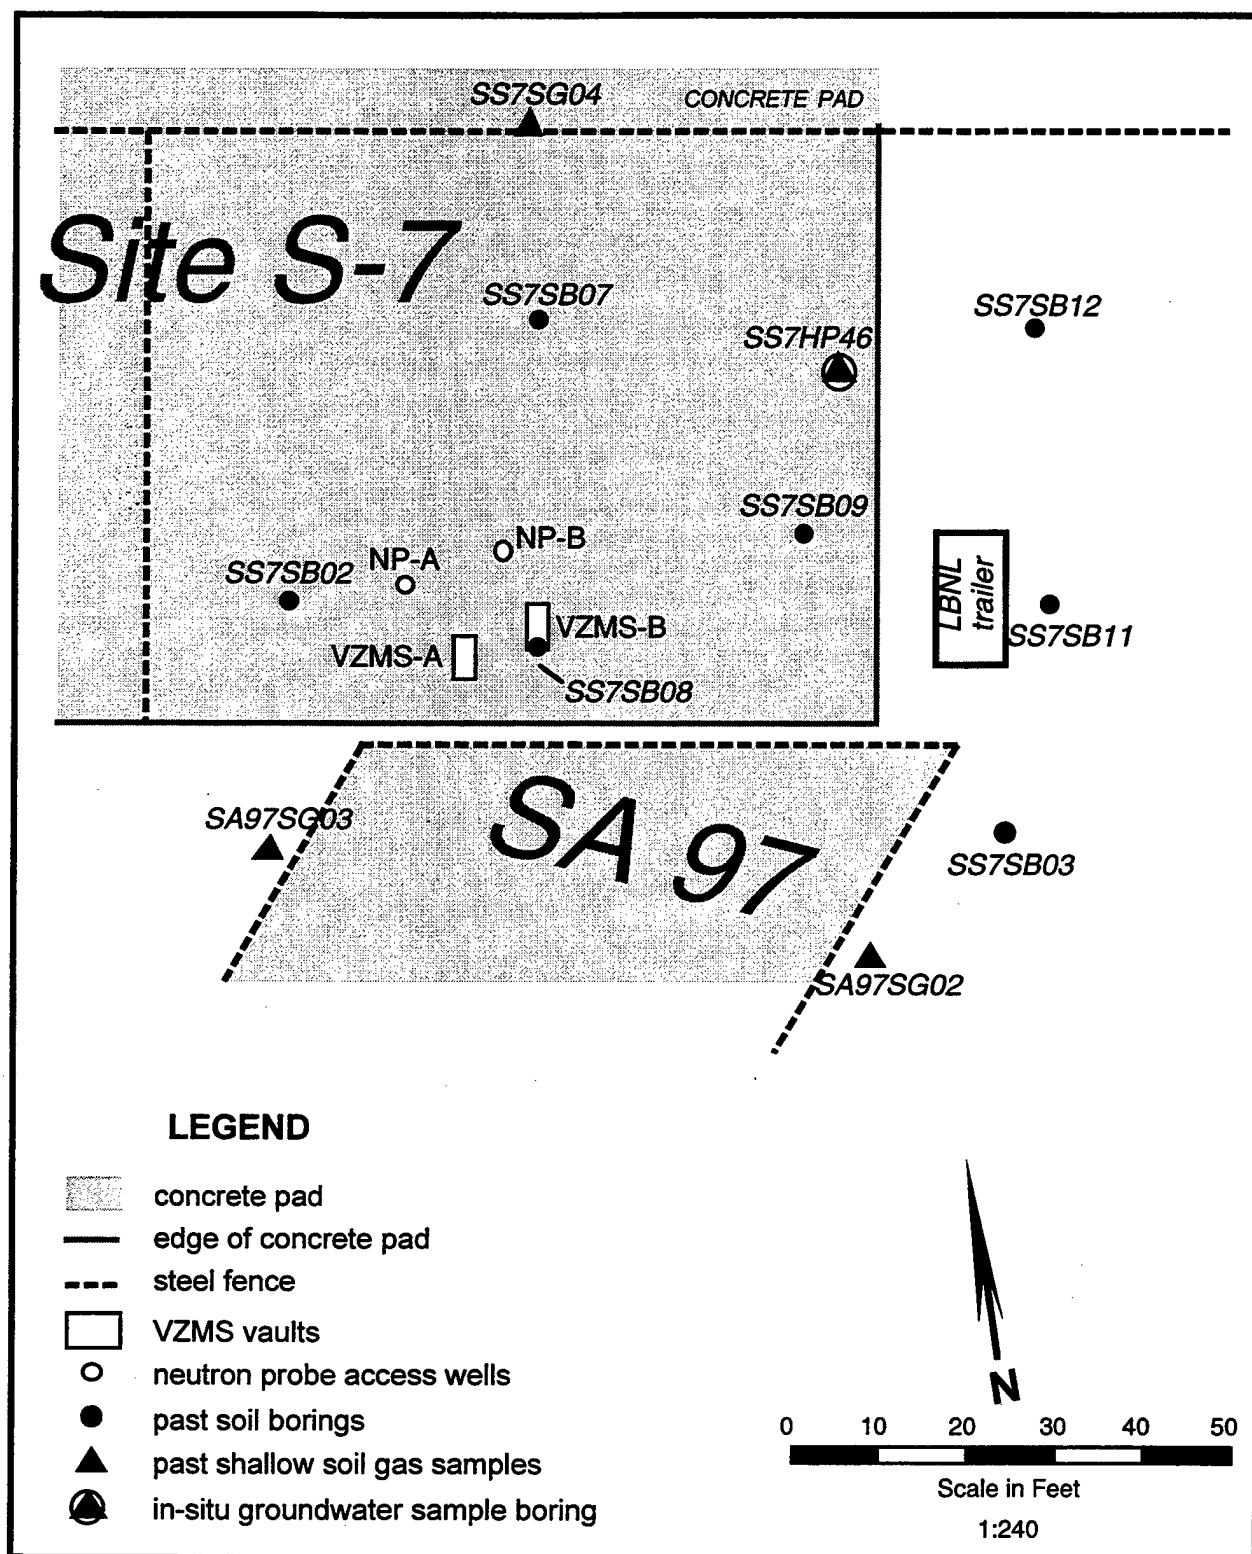 SS7SG04
CONCRETE PAD
Site S-7
SS7SB07
SS7SB12
SS7HP46
SS7SB09
NP-B
NP-A
SS7SB02
LBNL
trailer
VZMS-B
SS7SB11
VZMS-A
SS7SB08
SA 97
SA97SG03
SS7SB03
SA97SG02
LEGEND
concrete pad
edge of concrete pad
steel fence
VZMS vaults
neutron probe access wells
past soil borings
past shallow soil gas samples
in-situ groundwater sample boring
N
0 10 20 30 40 50
Scale in Feet
1:240